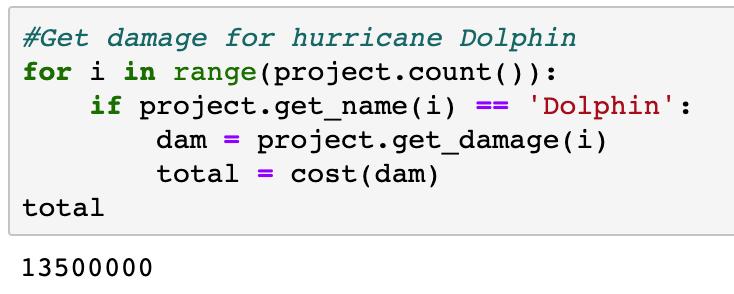 #Get damage for hurricane Dolphin
for i in range(project.count()):
    if project.get_name(i) == 'Dolphin':
        dam = project.get_damage(i)
        total = cost(dam)
total
13500000